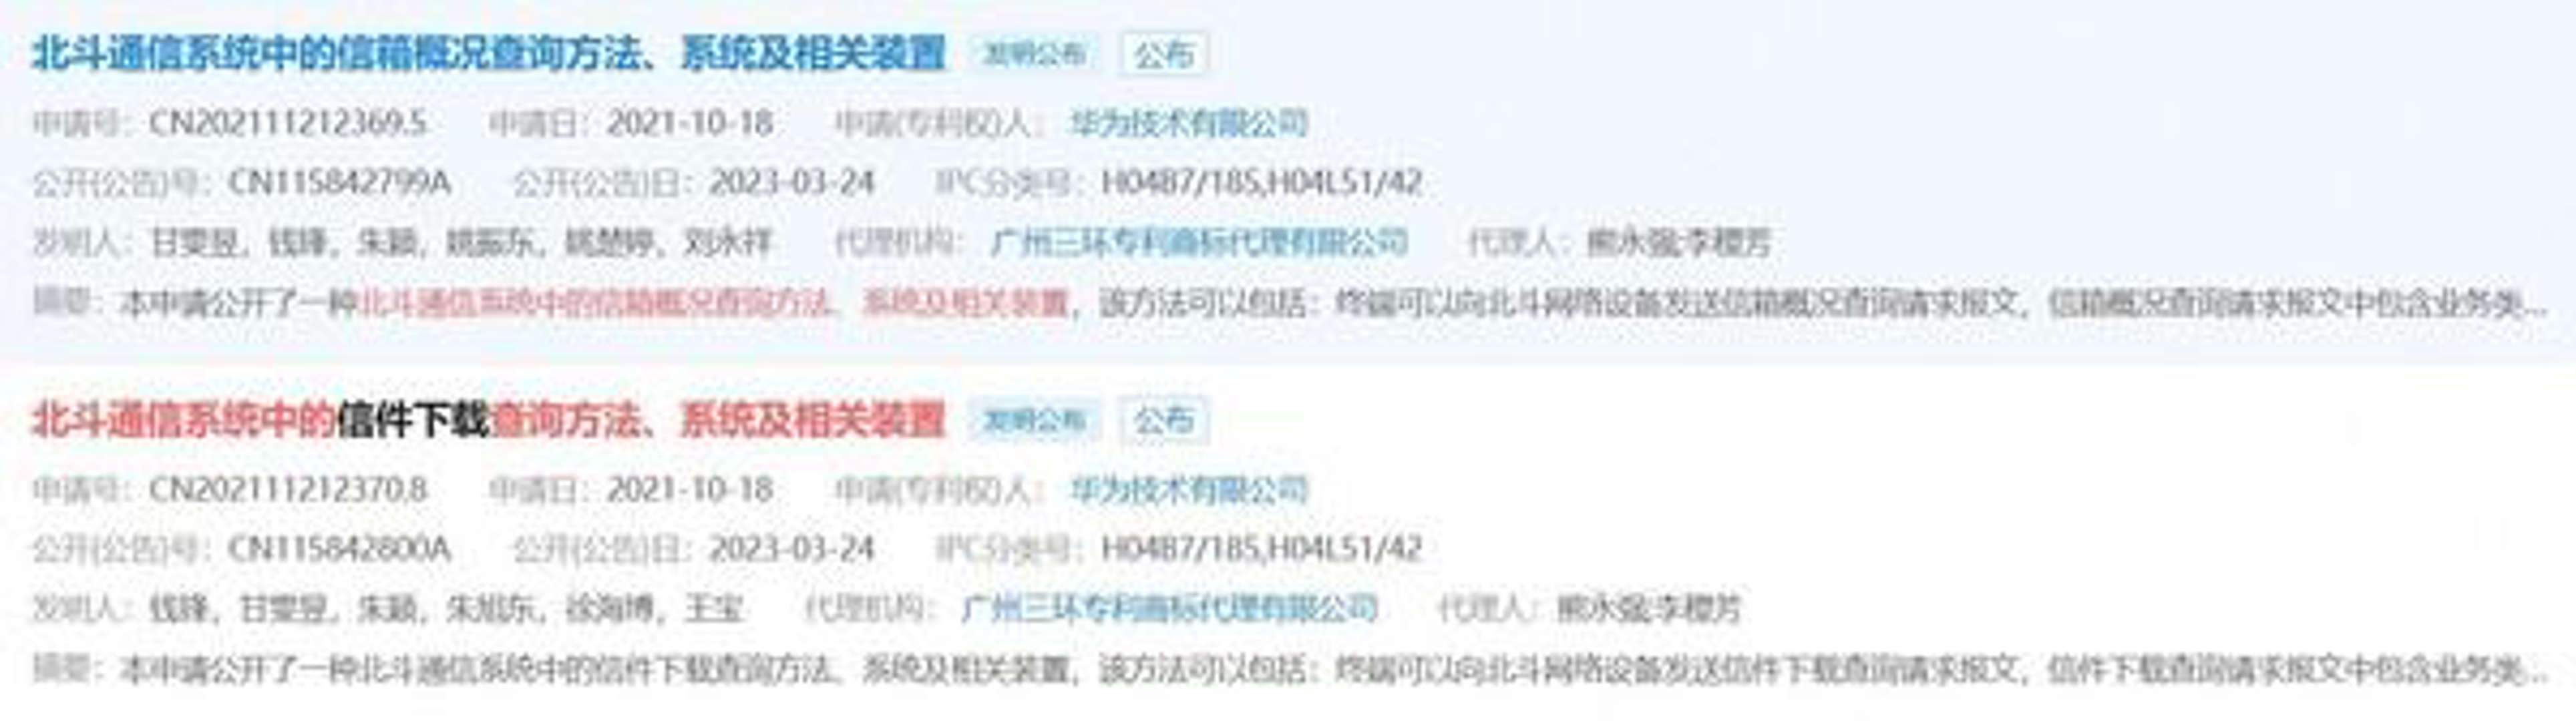 北斗通信系统中的信箱概况查询方法、系统及相关装置 发明公布 公布
申请号：CN202111212369.5 申请日：2021-10-18 申请(专利权)人：华为技术有限公司
公开(公告)号：CN115842799A 公开(公告)日：2023-03-24 IPC分类号：H04B7/185,H04L51/42
发明人：甘雯昱，钱锋，朱颖，姚振东，姚楚婷，刘永祥 代理机构：广州三环专利商标代理有限公司 代理人：熊永强;李稷芳
摘要：本申请公开了一种北斗通信系统中的信箱概况查询方法、系统及相关装置，该方法可以包括：终端可以向北斗网络设备发送信箱概况查询请求报文，信箱概况查询请求报文中包含业务类...
北斗通信系统中的信件下载查询方法、系统及相关装置 发明公布 公布
申请号：CN202111212370.8 申请日：2021-10-18 申请(专利权)人：华为技术有限公司
公开(公告)号：CN115842800A 公开(公告)日：2023-03-24 IPC分类号：H04B7/185,H04L51/42
发明人：钱锋，甘雯昱，朱颖，朱旭东，徐海博，王宝 代理机构：广州三环专利商标代理有限公司 代理人：熊永强;李稷芳
摘要：本申请公开了一种北斗通信系统中的信件下载查询方法、系统及相关装置，该方法可以包括：终端可以向北斗网络设备发送信件下载查询请求报文，信件下载查询请求报文中包含业务类...